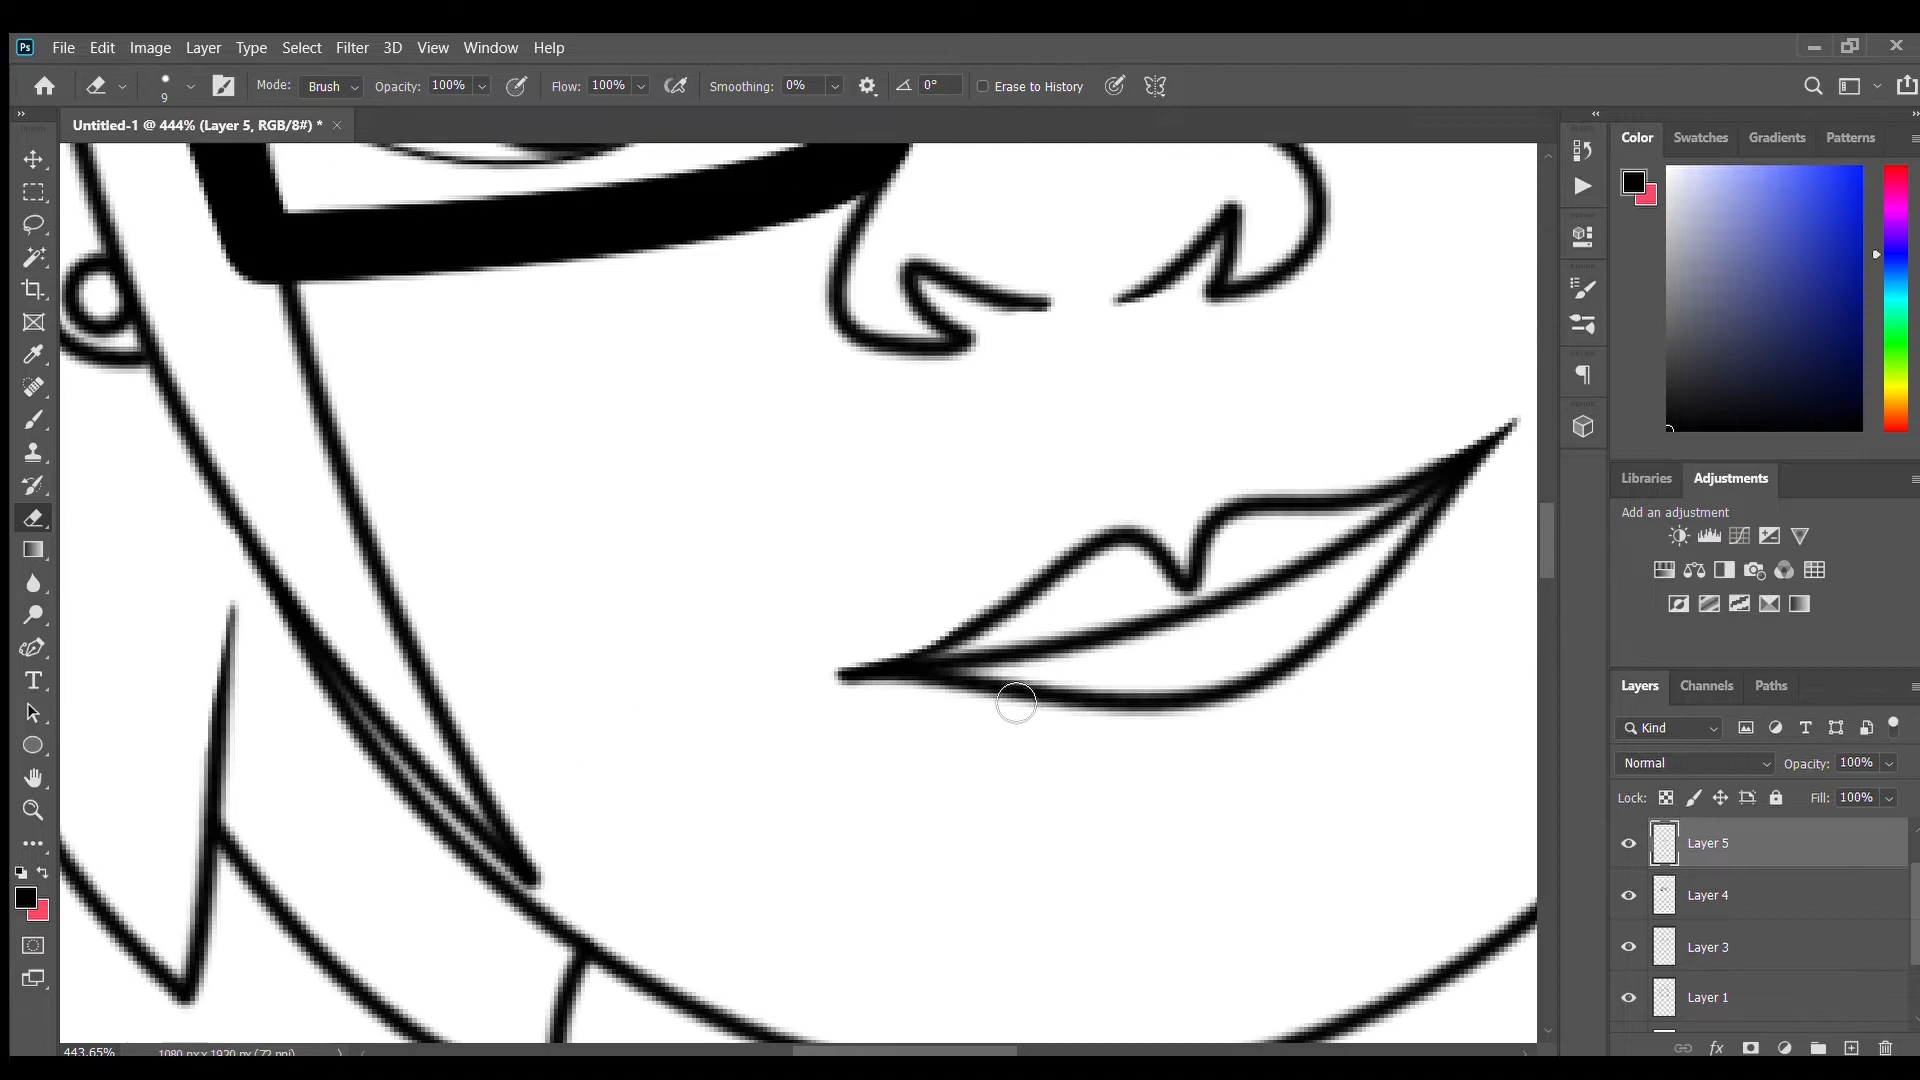 Ps File Edit Image Layer Type Select Filter 3D View Window Help
9 Mode: Brush Opacity: 100% Flow: 100% Smoothing: 0% 0° Erase to History
Untitled-1 @ 444% (Layer 5, RGB/8#) *
Color Swatches Gradients Patterns
Libraries Adjustments
Add an adjustment
Layers Channels Paths
Kind
Normal Opacity: 100%
Lock: Fill: 100%
Layer 5
Layer 4
Layer 3
Layer 1
fx
443.65% 1080 px x 1920 px (72 ppi)